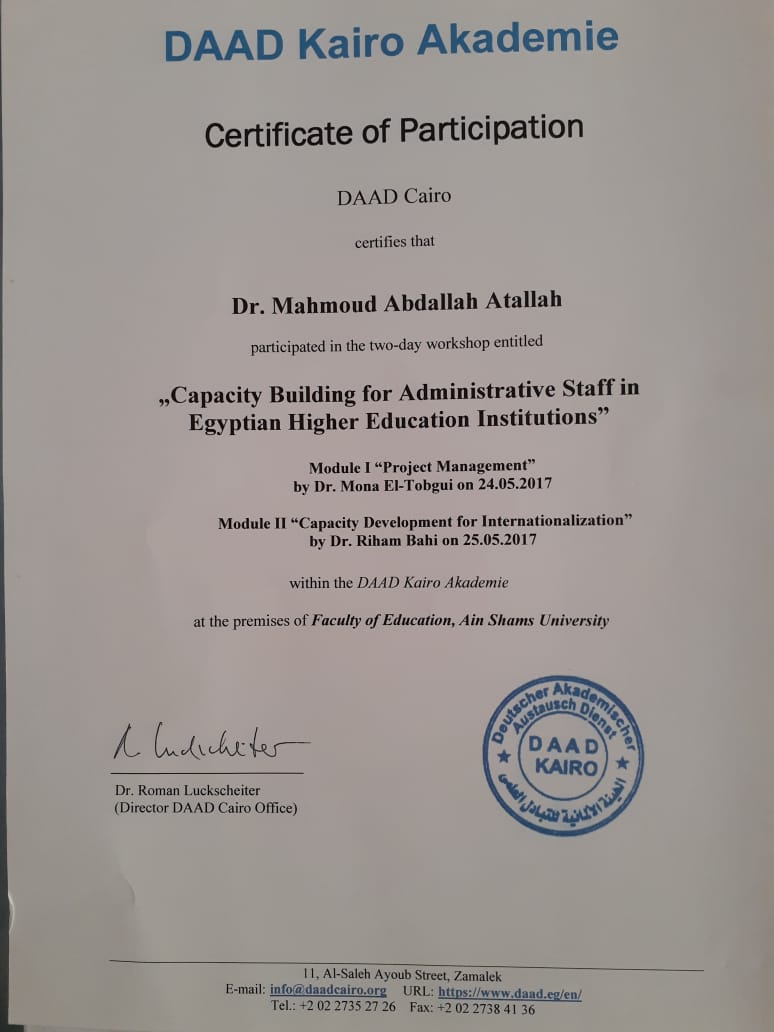 DAAD Kairo Akademie
Certificate of Participation
DAAD Cairo
certifies that
Dr. Mahmoud Abdallah Atallah
participated in the two-day workshop entitled
„Capacity Building for Administrative Staff in
Egyptian Higher Education Institutions”
Module I “Project Management”
by Dr. Mona El-Tobgui on 24.05.2017
Module II “Capacity Development for Internationalization”
by Dr. Riham Bahi on 25.05.2017
within the DAAD Kairo Akademie
at the premises of Faculty of Education, Ain Shams University
R. Luckscheiter
Dr. Roman Luckscheiter
(Director DAAD Cairo Office)
Deutscher Akademischer
Austausch Dienst
DAAD
KAIRO
الهيئة الألمانية للتبادل العلمى
11, Al-Saleh Ayoub Street, Zamalek
E-mail: info@daadcairo.org URL: https://www.daad.eg/en/
Tel.: +2 02 2735 27 26 Fax: +2 02 2738 41 36